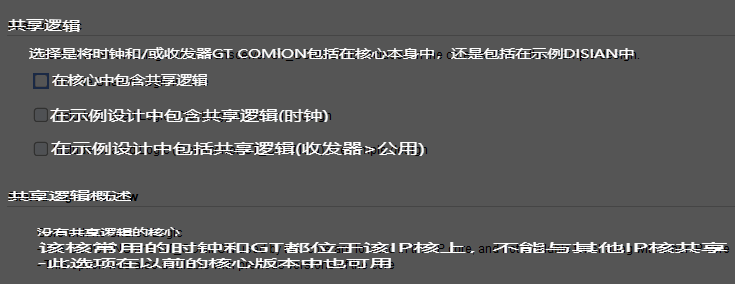 共享逻辑
选择是将时钟和/或收发器GT COMION包括在核心本身中，还是包括在示例DISIAN中
在核心中包含共享逻辑
在示例设计中包含共享逻辑(时钟)
在示例设计中包括共享逻辑(收发器>公用)
共享逻辑概述
没有共享逻辑的核心
该核常用的时钟和GT都位于该IP核上，不能与其他IP核共享
-此选项在以前的核心版本中也可用